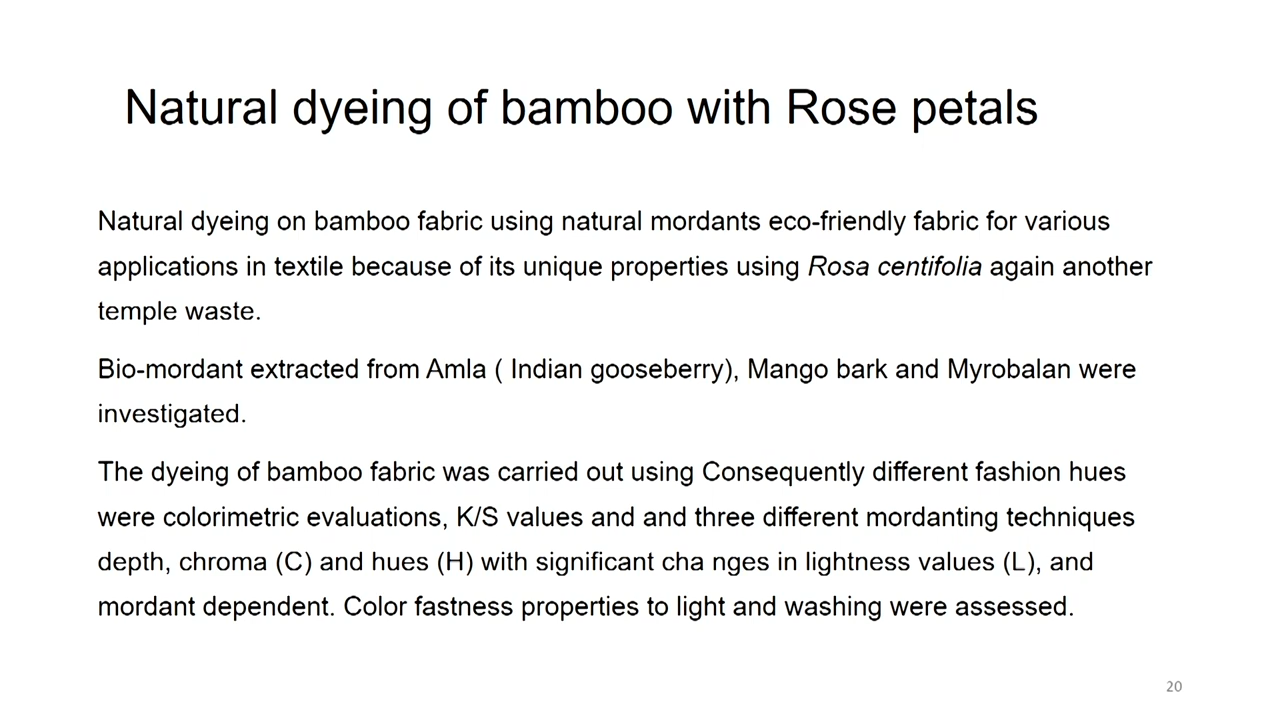 Natural dyeing of bamboo with Rose petals
Natural dyeing on bamboo fabric using natural mordants eco-friendly fabric for various
applications in textile because of its unique properties using Rosa centifolia again another
temple waste.
Bio-mordant extracted from Amla ( Indian gooseberry), Mango bark and Myrobalan were
investigated.
The dyeing of bamboo fabric was carried out using Consequently different fashion hues
were colorimetric evaluations, K/S values and and three different mordanting techniques
depth, chroma (C) and hues (H) with significant cha nges in lightness values (L), and
mordant dependent. Color fastness properties to light and washing were assessed.
20